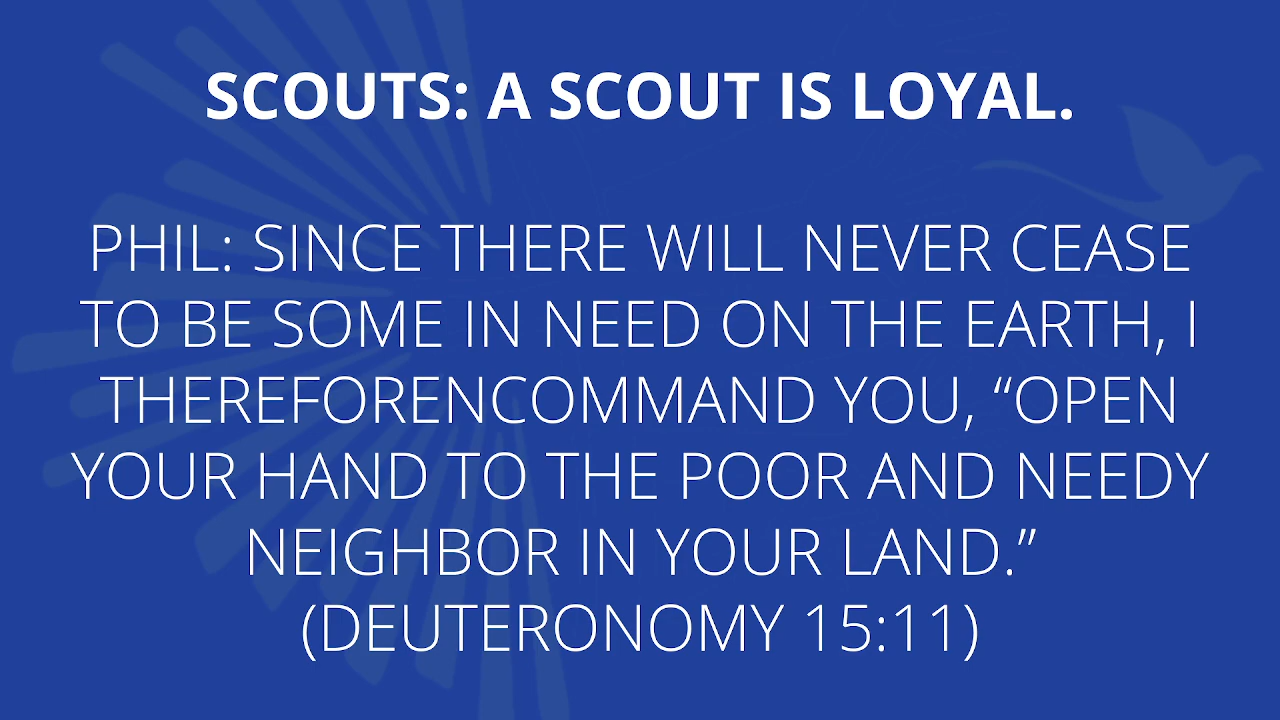 SCOUTS: A SCOUT IS LOYAL.
PHIL: SINCE THERE WILL NEVER CEASE
TO BE SOME IN NEED ON THE EARTH, I
THEREFORENCOMMAND YOU, “OPEN
YOUR HAND TO THE POOR AND NEEDY
NEIGHBOR IN YOUR LAND.”
(DEUTERONOMY 15:11)